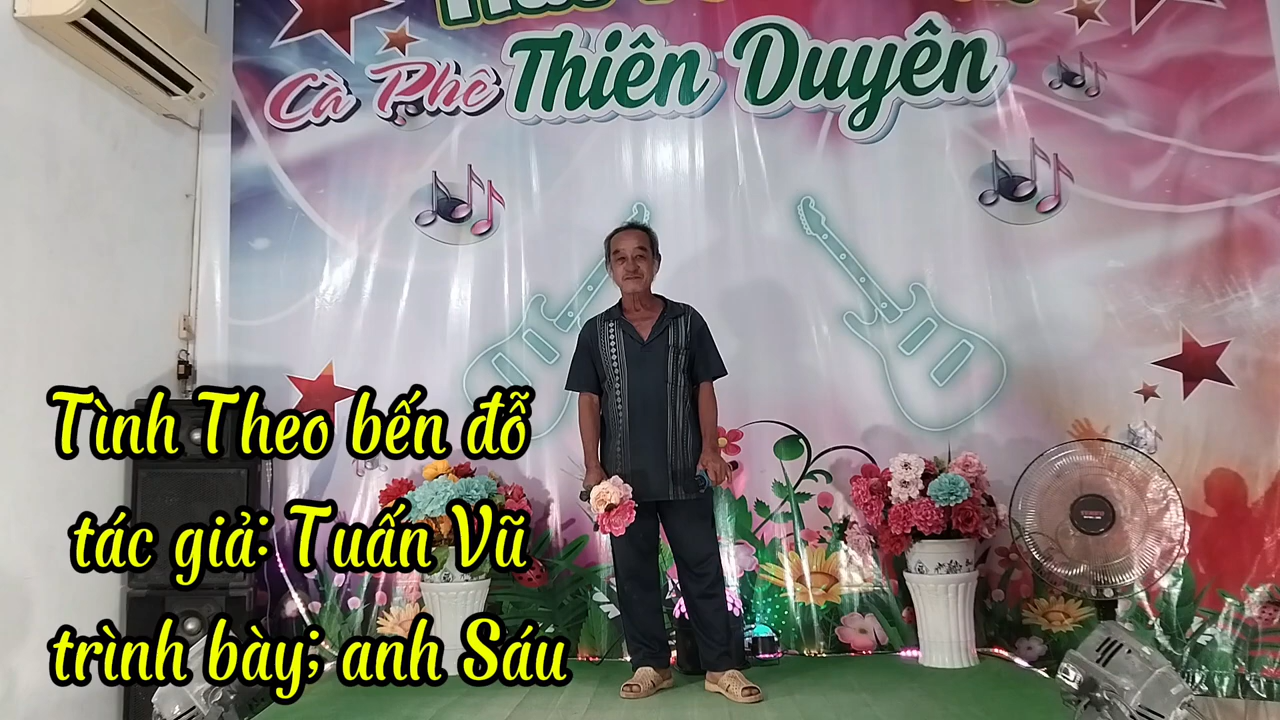 Cà Phê Thiên Duyên
Tình Theo bến đỗ
tác giả: Tuấn Vũ
trình bày; anh Sáu